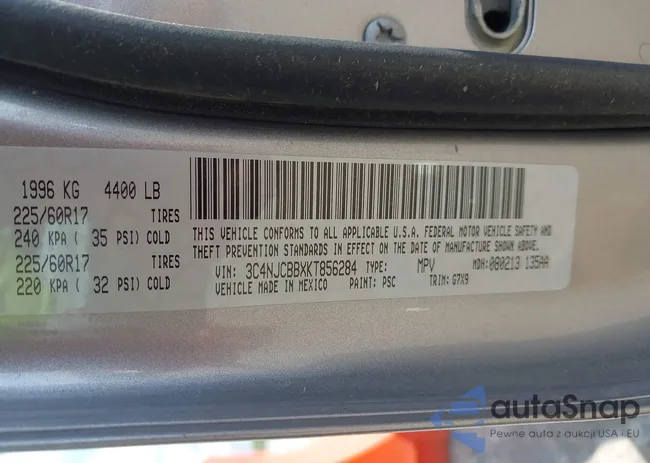 1996 KG 4400 LB
225/60R17 TIRES
240 KPA ( 35 PSI) COLD
225/60R17 TIRES
220 KPA ( 32 PSI) COLD
THIS VEHICLE CONFORMS TO ALL APPLICABLE U.S.A. FEDERAL MOTOR VEHICLE SAFETY AND
THEFT PREVENTION STANDARDS IN EFFECT ON THE DATE OF MANUFACTURE SHOWN ABOVE.
VIN: 3C4NJCBBXKT856284 TYPE: MPV MDH: 080213 135AA
VEHICLE MADE IN MEXICO PAINT: PSC TRIM: G7X9
autoSnap
Pewne auta z aukcji USA i EU